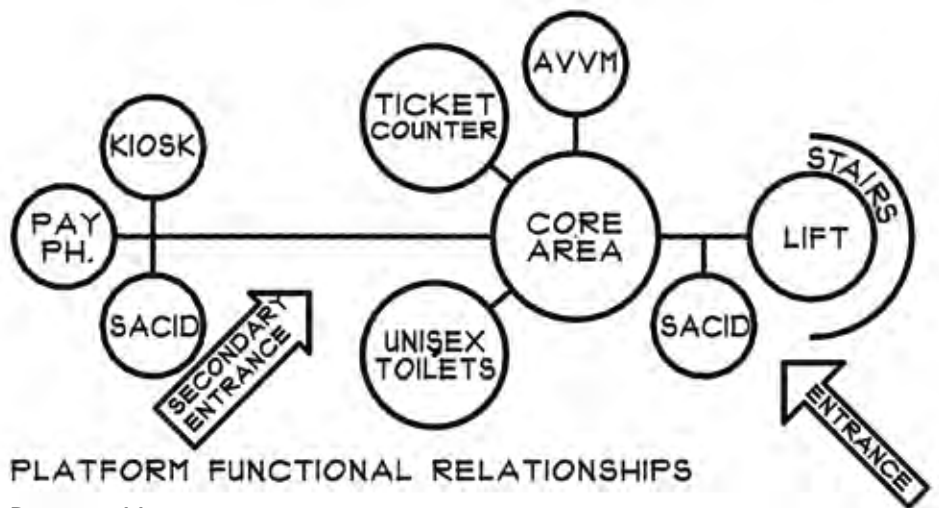 AVVM
TICKET
COUNTER
KIOSK
STAIRS
PAY
PH.
CORE
AREA
LIFT
SACID
SACID
UNISEX
TOILETS
SECONDARY
ENTRANCE
ENTRANCE
PLATFORM FUNCTIONAL RELATIONSHIPS